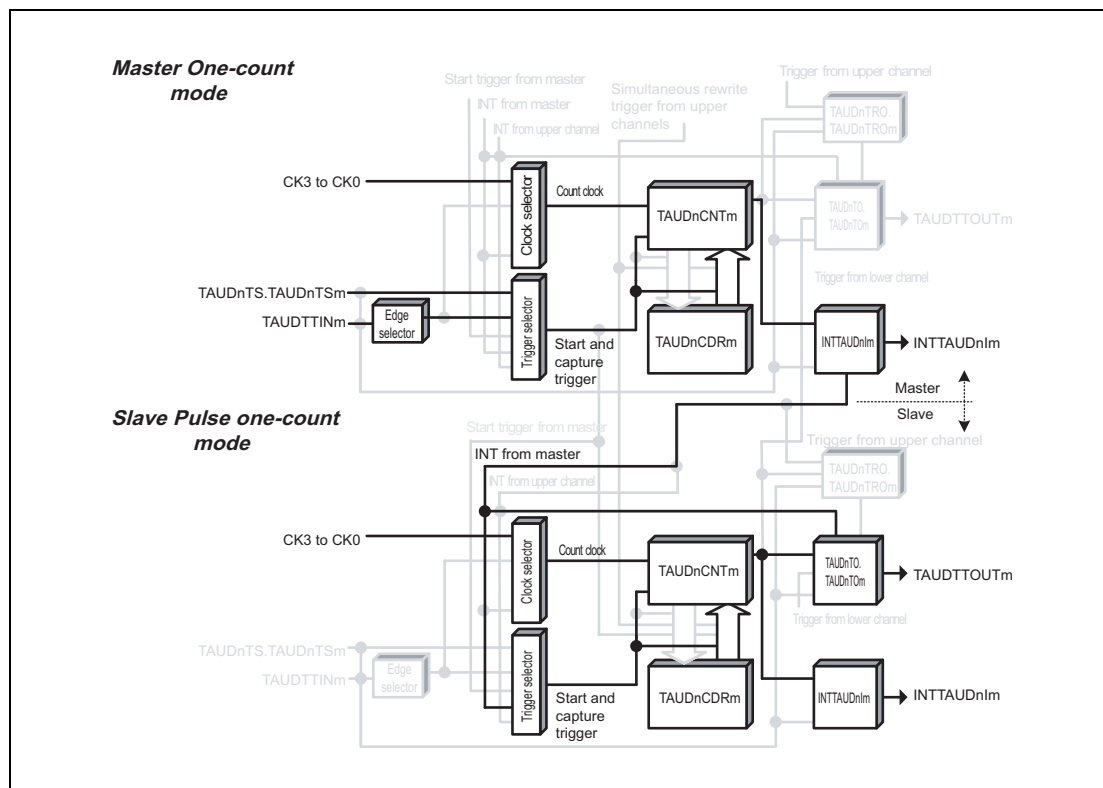 Master One-count
mode
Start trigger from master
INT from master
INT from upper channel
Simultaneous rewrite
trigger from upper
channels
Trigger from upper channel
TAUDnTRO.
TAUDnTROm
CK3 to CK0
Clock selector
Count clock
TAUDnCNTm
TAUDnTO.
TAUDnTOm
TAUDTTOUTm
Trigger from lower channel
TAUDnTS.TAUDnTSm
TAUDTTINm
Edge
selector
Trigger selector
Start and
capture
trigger
TAUDnCDRm
INTTAUDnIm
INTTAUDnIm
Master
Slave
Slave Pulse one-count
mode
Start trigger from master
INT from master
INT from upper channel
Trigger from upper channel
TAUDnTRO.
TAUDnTROm
CK3 to CK0
Clock selector
Count clock
TAUDnCNTm
TAUDnTO.
TAUDnTOm
TAUDTTOUTm
Trigger from lower channel
TAUDnTS.TAUDnTSm
TAUDTTINm
Edge
selector
Trigger selector
Start and
capture
trigger
TAUDnCDRm
INTTAUDnIm
INTTAUDnIm